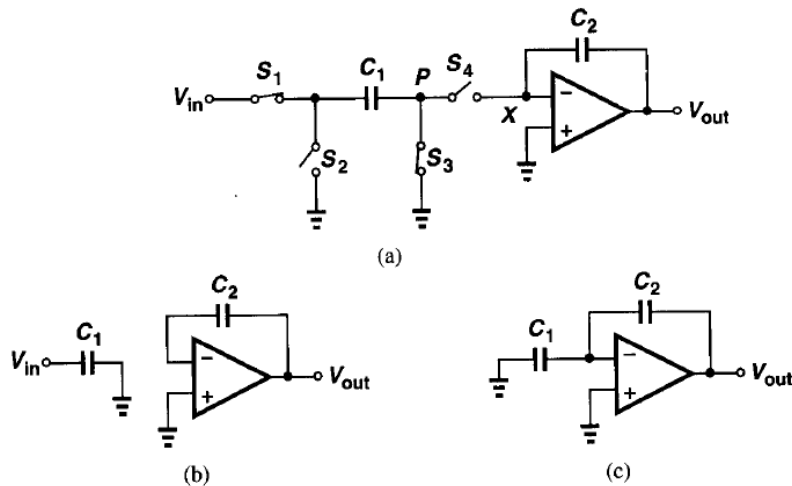 C2
S1 C1 P S4
Vin X − Vout
+
S2 S3
(a)
C2
C1
Vin − Vout
+
(b)
C2
C1
− Vout
+
(c)